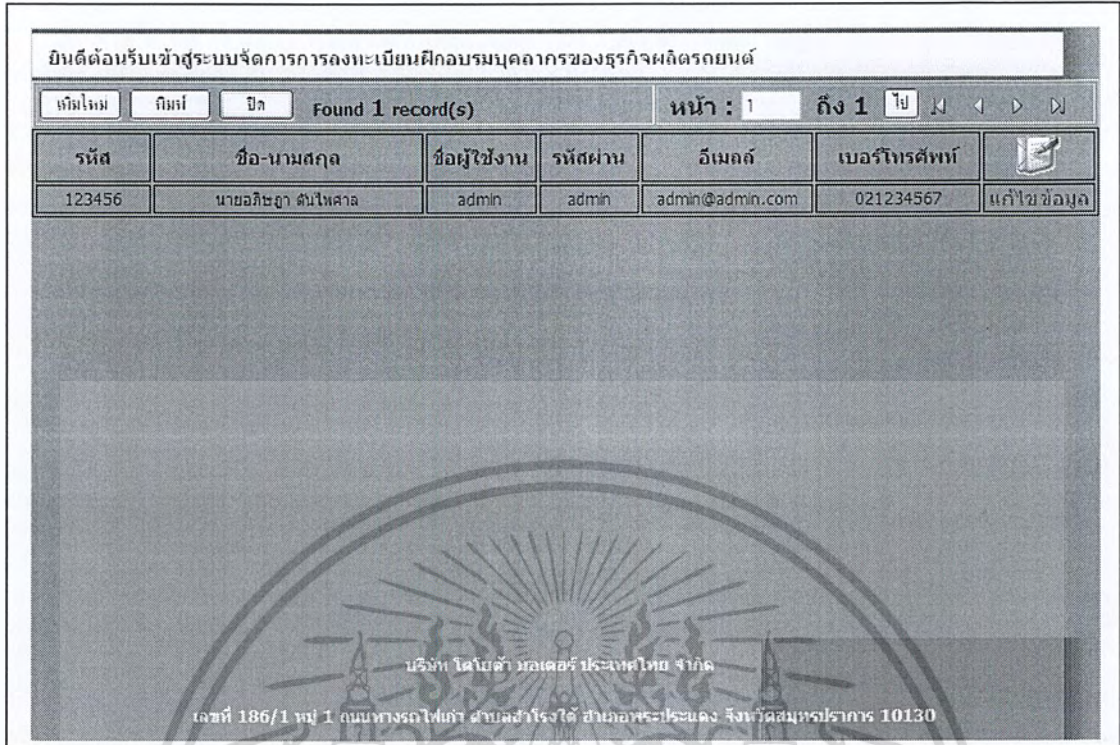 ยินดีต้อนรับเข้าสู่ระบบจัดการการลงทะเบียนฝึกอบรมบุคลากรของธุรกิจผลิตรถยนต์
เพิ่มใหม่ พิมพ์ ปิด Found 1 record(s) หน้า : 1 ถึง 1 ไป
รหัส ชื่อ-นามสกุล ชื่อผู้ใช้งาน รหัสผ่าน อีเมลล์ เบอร์โทรศัพท์
123456 นายอภิษฎา ตันไพศาล admin admin admin@admin.com 021234567 แก้ไขข้อมูล
บริษัท โตโยต้า มอเตอร์ ประเทศไทย จำกัด
เลขที่ 186/1 หมู่ 1 ถนนทางรถไฟเก่า ตำบลสำโรงใต้ อำเภอพระประแดง จังหวัดสมุทรปราการ 10130